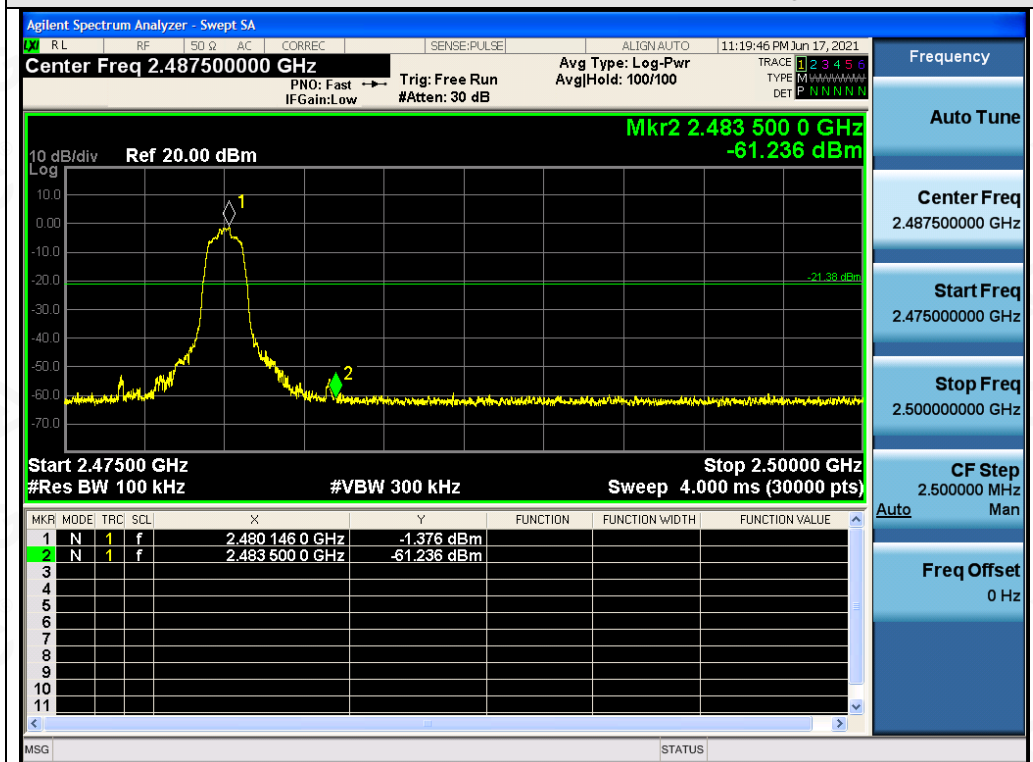 Agilent Spectrum Analyzer - Swept SA
LXI RL RF 50 Ω AC CORREC SENSE:PULSE ALIGN AUTO 11:19:46 PM Jun 17, 2021
Center Freq 2.487500000 GHz
PNO: Fast
IFGain:Low
Trig: Free Run
#Atten: 30 dB
Avg Type: Log-Pwr
Avg|Hold: 100/100
TRACE 1 2 3 4 5 6
TYPE M WWWWW
DET P N N N N N
Mkr2 2.483 500 0 GHz
-61.236 dBm
10 dB/div Ref 20.00 dBm
Log
10.0
0.00
-10.0
-20.0
-30.0
-40.0
-50.0
-60.0
-70.0
1
2
-21.38 dBm
Start 2.47500 GHz Stop 2.50000 GHz
#Res BW 100 kHz #VBW 300 kHz Sweep 4.000 ms (30000 pts)
MKR MODE TRC SCL X Y FUNCTION FUNCTION WIDTH FUNCTION VALUE
1 N 1 f 2.480 146 0 GHz -1.376 dBm
2 N 1 f 2.483 500 0 GHz -61.236 dBm
3
4
5
6
7
8
9
10
11
MSG STATUS
Frequency
Auto Tune
Center Freq
2.487500000 GHz
Start Freq
2.475000000 GHz
Stop Freq
2.500000000 GHz
CF Step
2.500000 MHz
Auto Man
Freq Offset
0 Hz